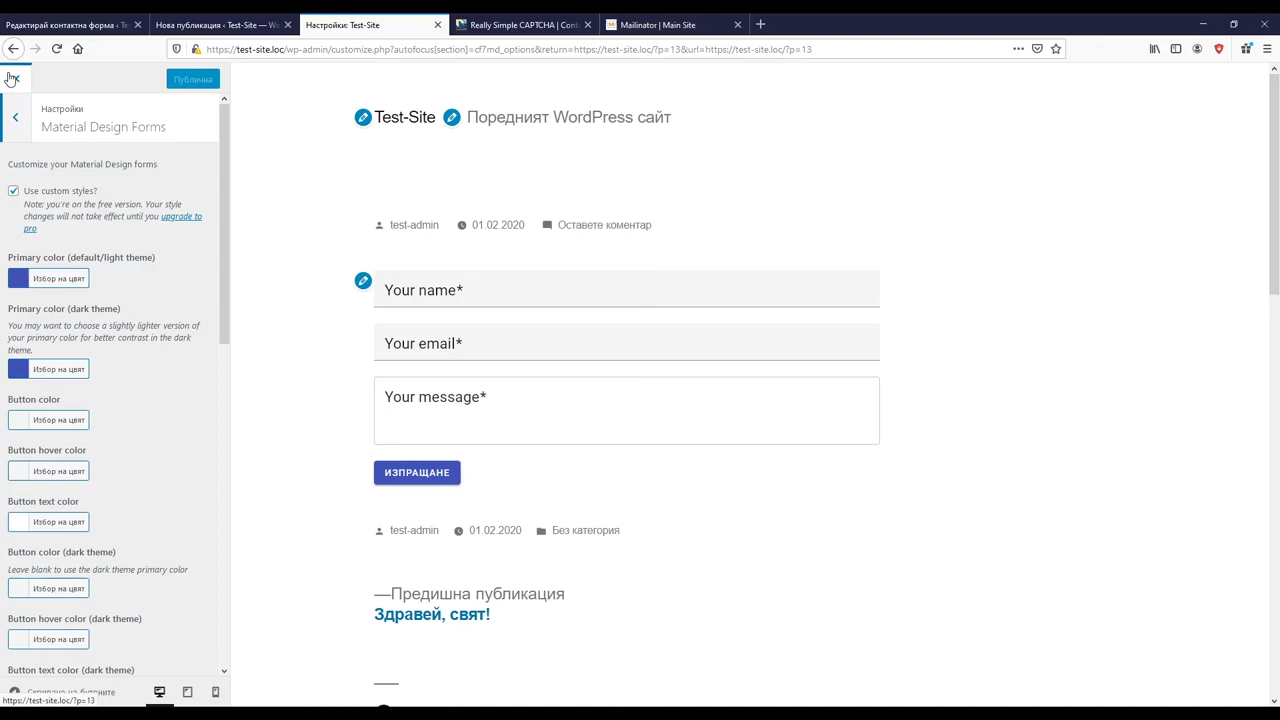 Редактирай контактна форма ‹ Te
Нова публикация ‹ Test-Site — Wo
Настройки: Test-Site
Really Simple CAPTCHA | Cont
Mailinator | Main Site
https://test-site.loc/wp-admin/customize.php?autofocus[section]=cf7md_options&return=https://test-site.loc/?p=13&url=https://test-site.loc/?p=13
Публична
Настройки
Material Design Forms
Customize your Material Design forms
Use custom styles?
Note: you're on the free version. Your style
changes will not take effect until you upgrade to
pro
Primary color (default/light theme)
Избор на цвят
Primary color (dark theme)
You may want to choose a slightly lighter version of
your primary color for better contrast in the dark
theme.
Избор на цвят
Button color
Избор на цвят
Button hover color
Избор на цвят
Button text color
Избор на цвят
Button color (dark theme)
Leave blank to use the dark theme primary color
Избор на цвят
Button hover color (dark theme)
Избор на цвят
Button text color (dark theme)
Скриване на бутоните
https://test-site.loc/?p=13
Test-Site
Поредният WordPress сайт
test-admin
01.02.2020
Оставете коментар
Your name*
Your email*
Your message*
ИЗПРАЩАНЕ
test-admin
01.02.2020
Без категория
—Предишна публикация
Здравей, свят!